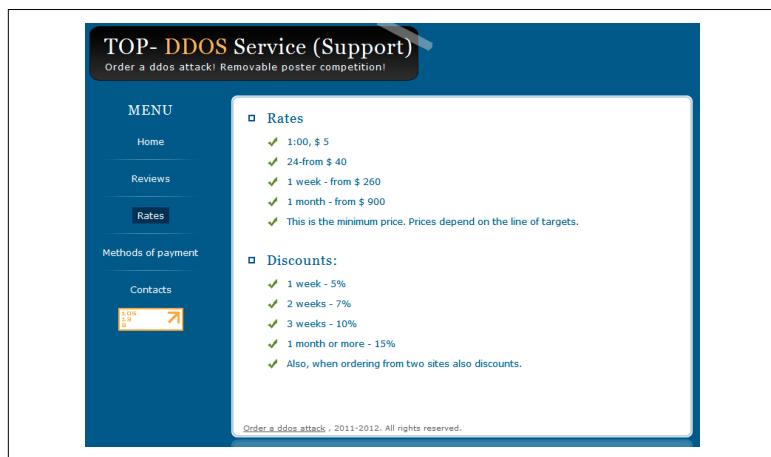 TOP- DDOS Service (Support)
Order a ddos attack! Removable poster competition!
MENU
Home
Reviews
Rates
Methods of payment
Contacts
Rates
1:00, $ 5
24-from $ 40
1 week - from $ 260
1 month - from $ 900
This is the minimum price. Prices depend on the line of targets.
Discounts:
1 week - 5%
2 weeks - 7%
3 weeks - 10%
1 month or more - 15%
Also, when ordering from two sites also discounts.
Order a ddos attack , 2011-2012. All rights reserved.